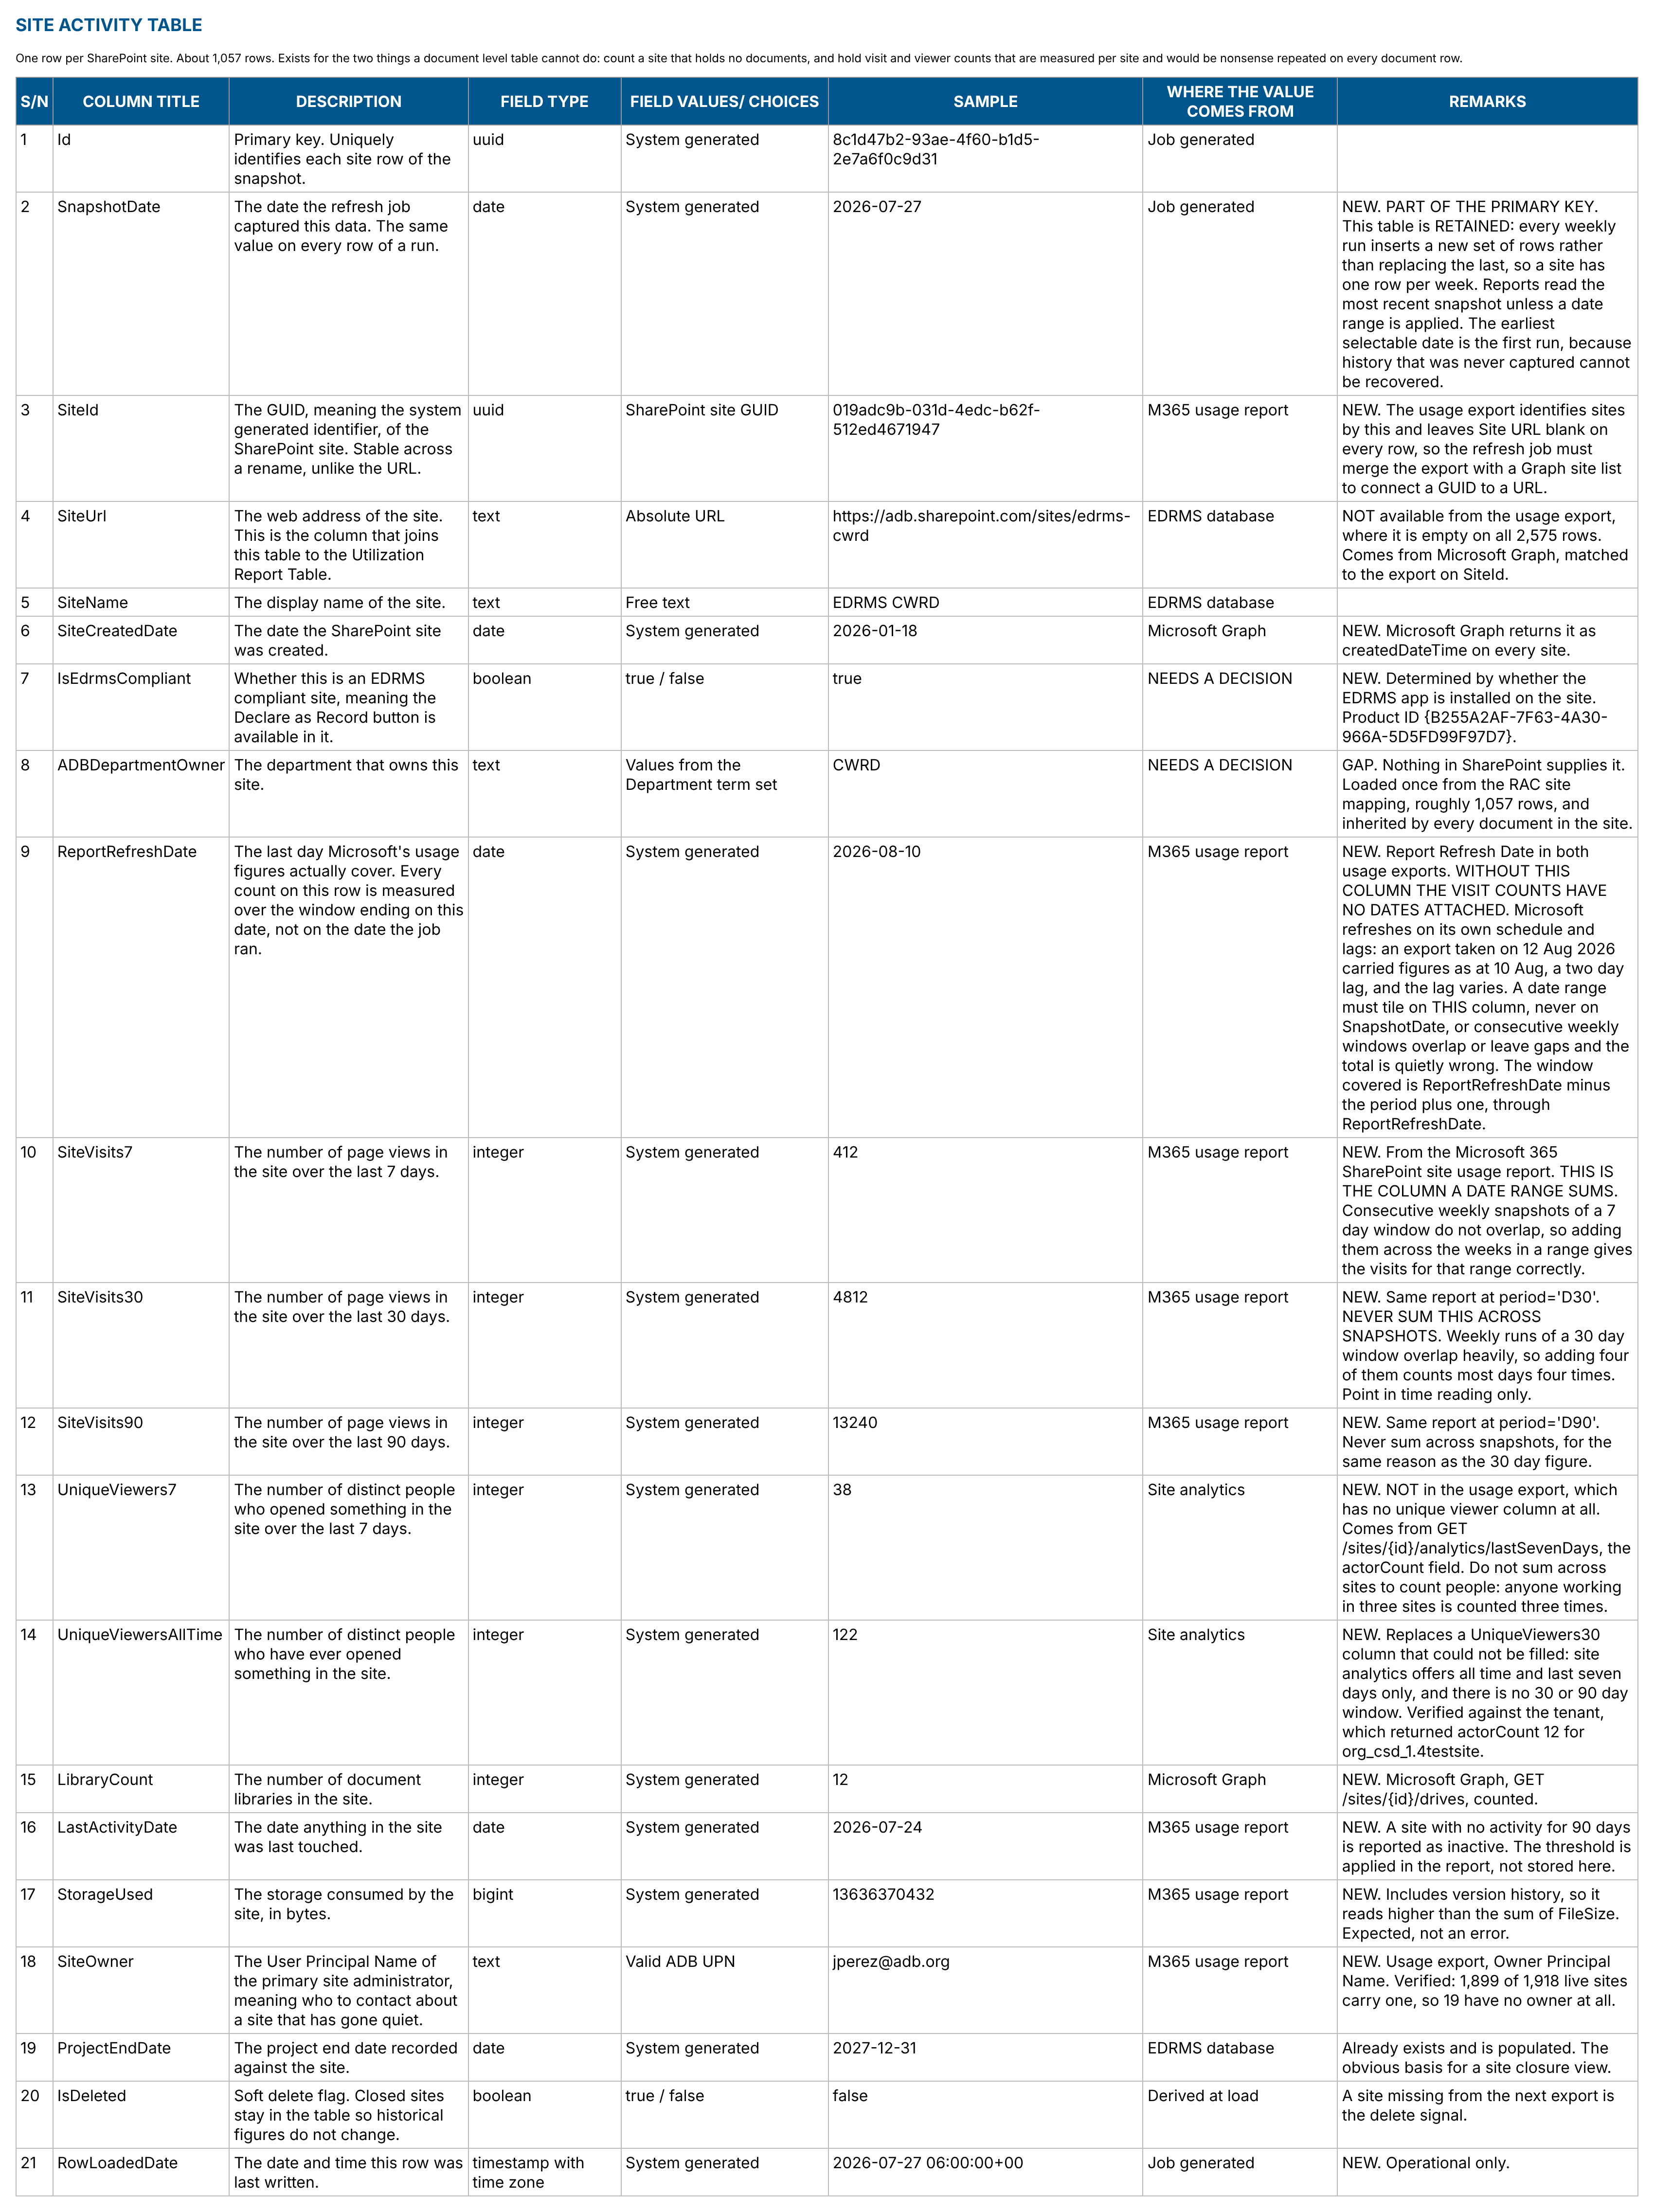 SITE ACTIVITY TABLE
One row per SharePoint site. About 1,057 rows. Exists for the two things a document level table cannot do: count a site that holds no documents, and hold visit and viewer counts that are measured per site and would be nonsense repeated on every document row.
S/N
COLUMN TITLE
DESCRIPTION
FIELD TYPE
FIELD VALUES/ CHOICES
SAMPLE
WHERE THE VALUE
COMES FROM
REMARKS
1
Id
Primary key. Uniquely
identifies each site row of the
snapshot.
uuid
System generated
8c1d47b2-93ae-4f60-b1d5-
2e7a6f0c9d31
Job generated
2
SnapshotDate
The date the refresh job
captured this data. The same
value on every row of a run.
date
System generated
2026-07-27
Job generated
NEW. PART OF THE PRIMARY KEY.
This table is RETAINED: every weekly
run inserts a new set of rows rather
than replacing the last, so a site has
one row per week. Reports read the
most recent snapshot unless a date
range is applied. The earliest
selectable date is the first run, because
history that was never captured cannot
be recovered.
3
SiteId
The GUID, meaning the system
generated identifier, of the
SharePoint site. Stable across
a rename, unlike the URL.
uuid
SharePoint site GUID
019adc9b-031d-4edc-b62f-
512ed4671947
M365 usage report
NEW. The usage export identifies sites
by this and leaves Site URL blank on
every row, so the refresh job must
merge the export with a Graph site list
to connect a GUID to a URL.
4
SiteUrl
The web address of the site.
This is the column that joins
this table to the Utilization
Report Table.
text
Absolute URL
https://adb.sharepoint.com/sites/edrms-
cwrd
EDRMS database
NOT available from the usage export,
where it is empty on all 2,575 rows.
Comes from Microsoft Graph, matched
to the export on SiteId.
5
SiteName
The display name of the site.
text
Free text
EDRMS CWRD
EDRMS database
6
SiteCreatedDate
The date the SharePoint site
was created.
date
System generated
2026-01-18
Microsoft Graph
NEW. Microsoft Graph returns it as
createdDateTime on every site.
7
IsEdrmsCompliant
Whether this is an EDRMS
compliant site, meaning the
Declare as Record button is
available in it.
boolean
true / false
true
NEEDS A DECISION
NEW. Determined by whether the
EDRMS app is installed on the site.
Product ID {B255A2AF-7F63-4A30-
966A-5D5FD99F97D7}.
8
ADBDepartmentOwner
The department that owns this
site.
text
Values from the
Department term set
CWRD
NEEDS A DECISION
GAP. Nothing in SharePoint supplies it.
Loaded once from the RAC site
mapping, roughly 1,057 rows, and
inherited by every document in the site.
9
ReportRefreshDate
The last day Microsoft's usage
figures actually cover. Every
count on this row is measured
over the window ending on this
date, not on the date the job
ran.
date
System generated
2026-08-10
M365 usage report
NEW. Report Refresh Date in both
usage exports. WITHOUT THIS
COLUMN THE VISIT COUNTS HAVE
NO DATES ATTACHED. Microsoft
refreshes on its own schedule and
lags: an export taken on 12 Aug 2026
carried figures as at 10 Aug, a two day
lag, and the lag varies. A date range
must tile on THIS column, never on
SnapshotDate, or consecutive weekly
windows overlap or leave gaps and the
total is quietly wrong. The window
covered is ReportRefreshDate minus
the period plus one, through
ReportRefreshDate.
10
SiteVisits7
The number of page views in
the site over the last 7 days.
integer
System generated
412
M365 usage report
NEW. From the Microsoft 365
SharePoint site usage report. THIS IS
THE COLUMN A DATE RANGE SUMS.
Consecutive weekly snapshots of a 7
day window do not overlap, so adding
them across the weeks in a range gives
the visits for that range correctly.
11
SiteVisits30
The number of page views in
the site over the last 30 days.
integer
System generated
4812
M365 usage report
NEW. Same report at period='D30'.
NEVER SUM THIS ACROSS
SNAPSHOTS. Weekly runs of a 30 day
window overlap heavily, so adding four
of them counts most days four times.
Point in time reading only.
12
SiteVisits90
The number of page views in
the site over the last 90 days.
integer
System generated
13240
M365 usage report
NEW. Same report at period='D90'.
Never sum across snapshots, for the
same reason as the 30 day figure.
13
UniqueViewers7
The number of distinct people
who opened something in the
site over the last 7 days.
integer
System generated
38
Site analytics
NEW. NOT in the usage export, which
has no unique viewer column at all.
Comes from GET
/sites/{id}/analytics/lastSevenDays, the
actorCount field. Do not sum across
sites to count people: anyone working
in three sites is counted three times.
14
UniqueViewersAllTime
The number of distinct people
who have ever opened
something in the site.
integer
System generated
122
Site analytics
NEW. Replaces a UniqueViewers30
column that could not be filled: site
analytics offers all time and last seven
days only, and there is no 30 or 90 day
window. Verified against the tenant,
which returned actorCount 12 for
org_csd_1.4testsite.
15
LibraryCount
The number of document
libraries in the site.
integer
System generated
12
Microsoft Graph
NEW. Microsoft Graph, GET
/sites/{id}/drives, counted.
16
LastActivityDate
The date anything in the site
was last touched.
date
System generated
2026-07-24
M365 usage report
NEW. A site with no activity for 90 days
is reported as inactive. The threshold is
applied in the report, not stored here.
17
StorageUsed
The storage consumed by the
site, in bytes.
bigint
System generated
13636370432
M365 usage report
NEW. Includes version history, so it
reads higher than the sum of FileSize.
Expected, not an error.
18
SiteOwner
The User Principal Name of
the primary site administrator,
meaning who to contact about
a site that has gone quiet.
text
Valid ADB UPN
jperez@adb.org
M365 usage report
NEW. Usage export, Owner Principal
Name. Verified: 1,899 of 1,918 live sites
carry one, so 19 have no owner at all.
19
ProjectEndDate
The project end date recorded
against the site.
date
System generated
2027-12-31
EDRMS database
Already exists and is populated. The
obvious basis for a site closure view.
20
IsDeleted
Soft delete flag. Closed sites
stay in the table so historical
figures do not change.
boolean
true / false
false
Derived at load
A site missing from the next export is
the delete signal.
21
RowLoadedDate
The date and time this row was
last written.
timestamp with
time zone
System generated
2026-07-27 06:00:00+00
Job generated
NEW. Operational only.